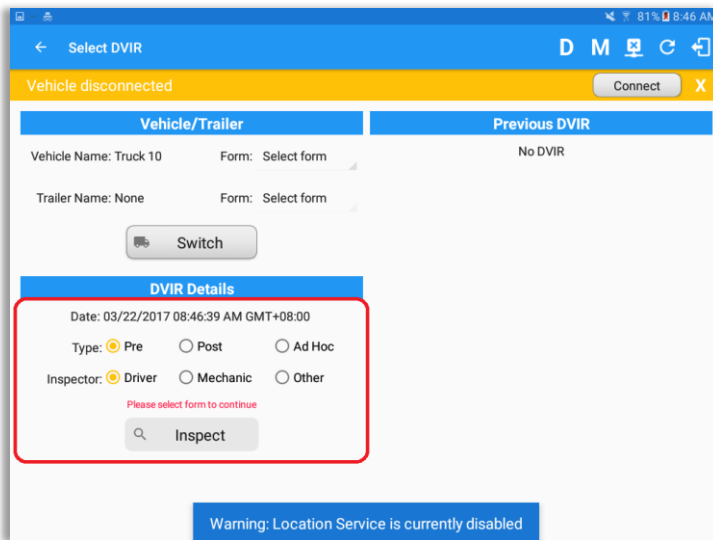 81% 8:46 AM
Select DVIR
D M
Vehicle disconnected
Connect X
Vehicle/Trailer
Vehicle Name: Truck 10 Form: Select form
Trailer Name: None Form: Select form
Switch
DVIR Details
Date: 03/22/2017 08:46:39 AM GMT+08:00
Type: Pre Post Ad Hoc
Inspector: Driver Mechanic Other
Please select form to continue
Inspect
Previous DVIR
No DVIR
Warning: Location Service is currently disabled